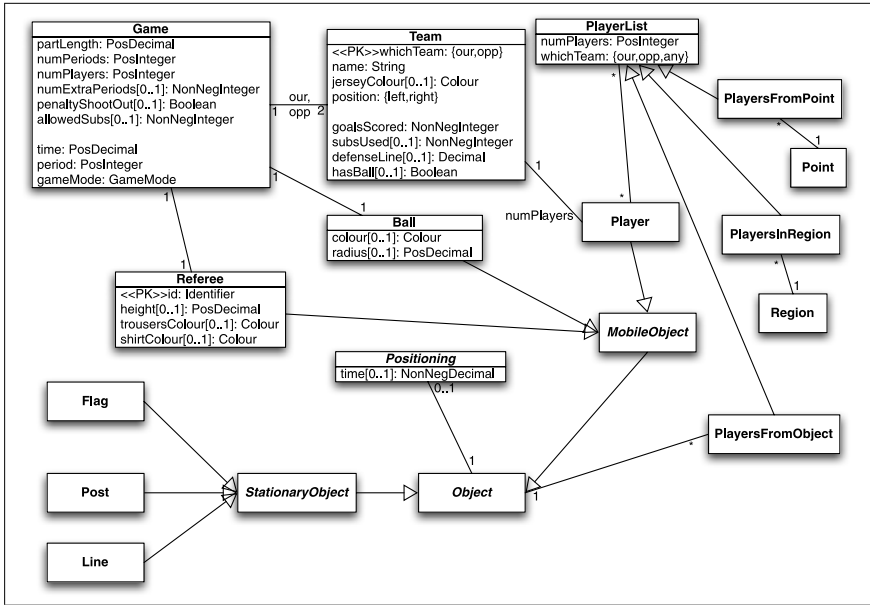 Game
partLength: PosDecimal
numPeriods: PosInteger
numPlayers: PosInteger
numExtraPeriods[0..1]: NonNegInteger
penaltyShootOut[0..1]: Boolean
allowedSubs[0..1]: NonNegInteger
time: PosDecimal
period: PosInteger
gameMode: GameMode
our,
1 opp 2
Team
<<PK>>whichTeam: {our,opp}
name: String
jerseyColour[0..1]: Colour
position: {left,right}
goalsScored: NonNegInteger
subsUsed[0..1]: NonNegInteger
defenseLine[0..1]: Decimal
hasBall[0..1]: Boolean
PlayerList
numPlayers: PosInteger
whichTeam: {our,opp,any}
*
PlayersFromPoint
*
1
Point
1
1
1
1
numPlayers
*
Player
PlayersInRegion
*
1
Region
Ball
colour[0..1]: Colour
radius[0..1]: PosDecimal
1
Referee
<<PK>>id: Identifier
height[0..1]: PosDecimal
trousersColour[0..1]: Colour
shirtColour[0..1]: Colour
MobileObject
Positioning
time[0..1]: NonNegDecimal
0..1
Flag
Post
Line
StationaryObject
1
Object
1
*
PlayersFromObject